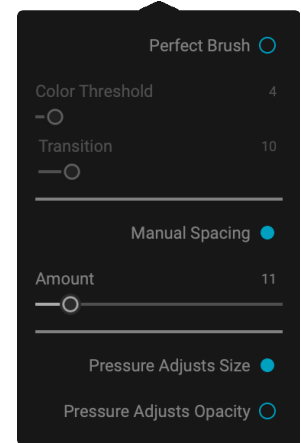 Perfect Brush
Color Threshold 4
Transition 10
Manual Spacing
Amount 11
Pressure Adjusts Size
Pressure Adjusts Opacity